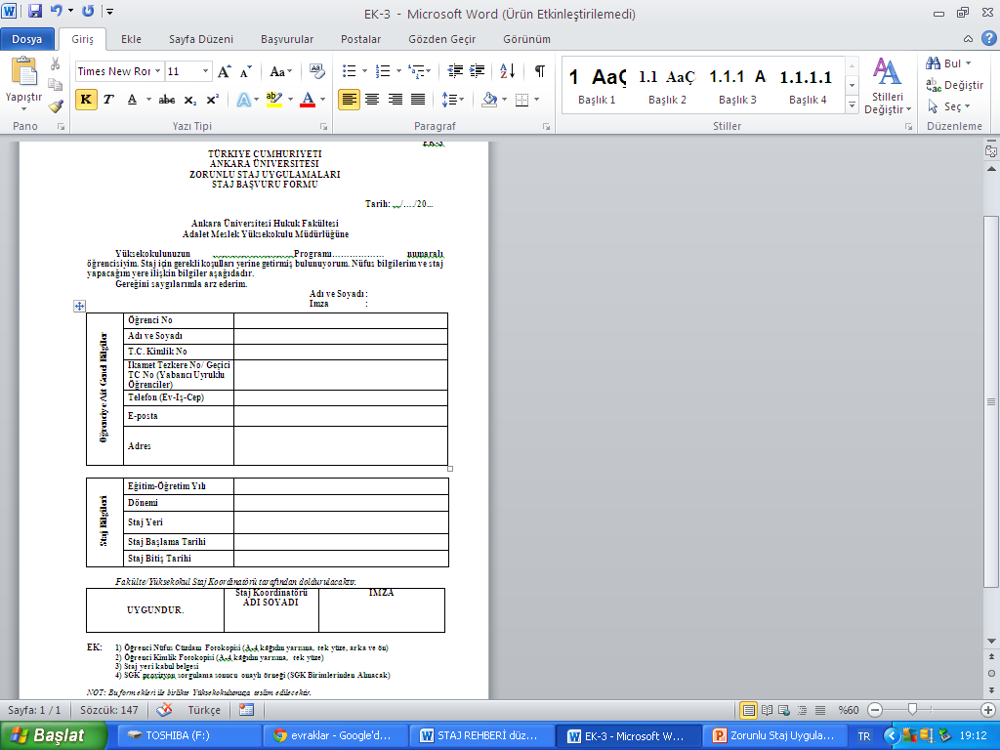 EK-3 - Microsoft Word (Ürün Etkinleştirilemedi)
Dosya Giriş Ekle Sayfa Düzeni Başvurular Postalar Gözden Geçir Görünüm
Yapıştır
Times New Ror 11
K T A abc x₂ x² A ab A
1 AaÇ 1.1 AaÇ 1.1.1 A 1.1.1.1
Başlık 1 Başlık 2 Başlık 3 Başlık 4
Stilleri Değiştir
Bul
Değiştir
Seç
Pano Yazı Tipi Paragraf Stiller Düzenleme
EK-3
TÜRKİYE CUMHURİYETİ
ANKARA ÜNİVERSİTESİ
ZORUNLU STAJ UYGULAMALARI
STAJ BAŞVURU FORMU
Tarih: ../…./20...
Ankara Üniversitesi Hukuk Fakültesi
Adalet Meslek Yüksekokulu Müdürlüğüne
Yüksekokulunuzun ........................Programı……………… numaralı
öğrencisiyim. Staj için gerekli koşulları yerine getirmiş bulunuyorum. Nüfus bilgilerim ve staj
yapacağım yere ilişkin bilgiler aşağıdadır.
Gereğini saygılarımla arz ederim.
Adı ve Soyadı :
İmza :
Öğrenciye Ait Genel Bilgiler
Öğrenci No
Adı ve Soyadı
T.C. Kimlik No
İkamet Tezkere No/ Geçici
TC No (Yabancı Uyruklu
Öğrenciler)
Telefon (Ev-İş-Cep)
E-posta
Adres
Staj Bilgileri
Eğitim-Öğretim Yılı
Dönemi
Staj Yeri
Staj Başlama Tarihi
Staj Bitiş Tarihi
Fakülte/Yüksekokul Staj Koordinatörü tarafından doldurulacaktır.
UYGUNDUR.
Staj Koordinatörü
ADI SOYADI
İMZA
EK: 1) Öğrenci Nüfus Cüzdanı Fotokopisi (A-4 kâğıdın yarısına, tek yüze, arka ve ön)
2) Öğrenci Kimlik Fotokopisi (A-4 kâğıdın yarısına, tek yüze)
3) Staj yeri kabul belgesi
4) SGK provizyon sorgulama sonucu onaylı örneği (SGK Birimlerinden Alınacak)
NOT: Bu form ekleri ile birlikte Yüksekokulumuza teslim edilecektir.
Sayfa: 1 / 1 Sözcük: 147 Türkçe %60
Başlat TOSHIBA (F:) evraklar - Google'd... STAJ REHBERİ düz... EK-3 - Microsoft W... Zorunlu Staj Uygula... TR 19:12